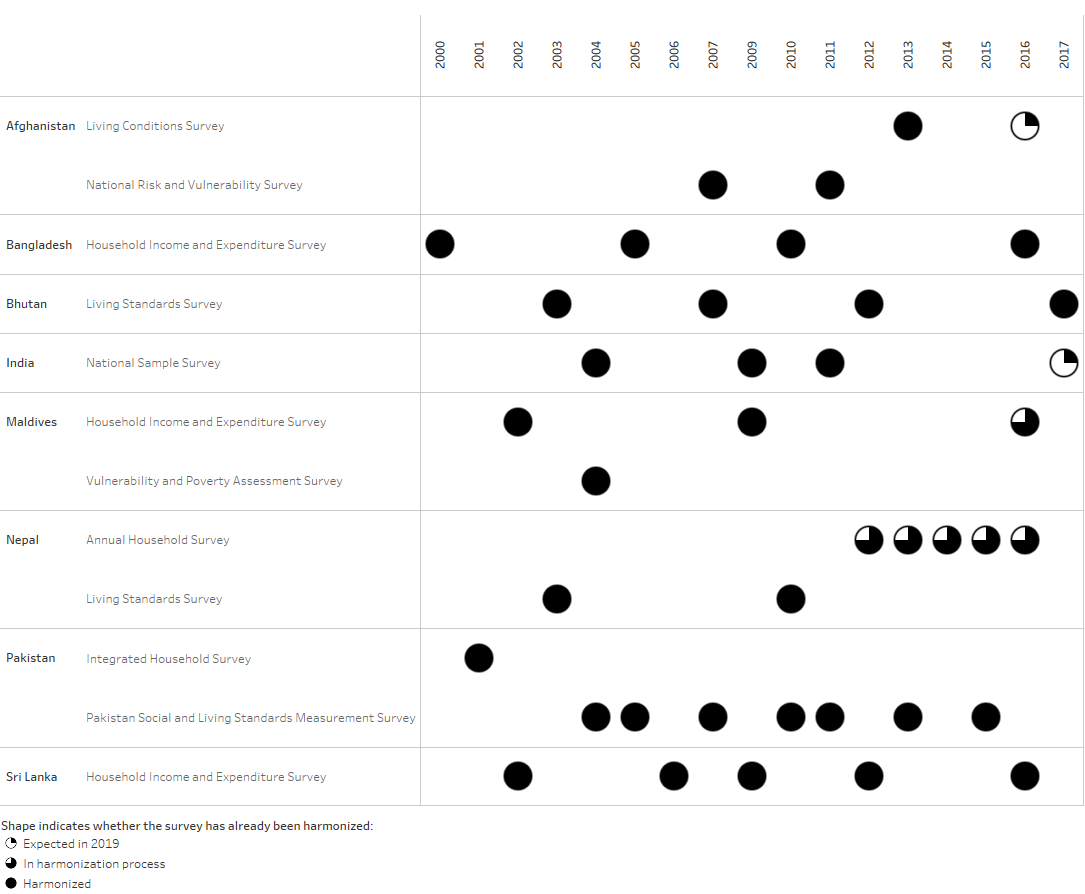 2000 2001 2002 2003 2004 2005 2006 2007 2009 2010 2011 2012 2013 2014 2015 2016 2017
Afghanistan Living Conditions Survey
National Risk and Vulnerability Survey
Bangladesh Household Income and Expenditure Survey
Bhutan Living Standards Survey
India National Sample Survey
Maldives Household Income and Expenditure Survey
Vulnerability and Poverty Assessment Survey
Nepal Annual Household Survey
Living Standards Survey
Pakistan Integrated Household Survey
Pakistan Social and Living Standards Measurement Survey
Sri Lanka Household Income and Expenditure Survey
Shape indicates whether the survey has already been harmonized:
Expected in 2019
In harmonization process
Harmonized